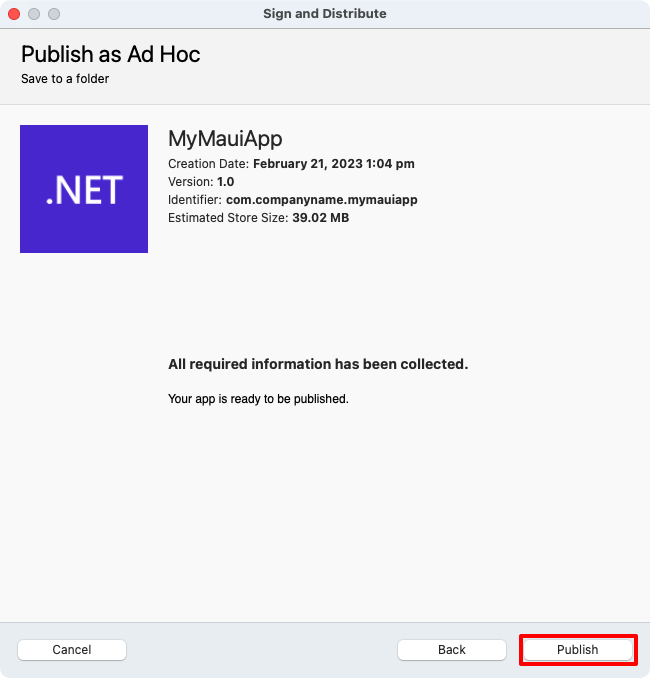 Sign and Distribute
Publish as Ad Hoc
Save to a folder
.NET
MyMauiApp
Creation Date: February 21, 2023 1:04 pm
Version: 1.0
Identifier: com.companyname.mymauiapp
Estimated Store Size: 39.02 MB
All required information has been collected.
Your app is ready to be published.
Cancel
Back
Publish